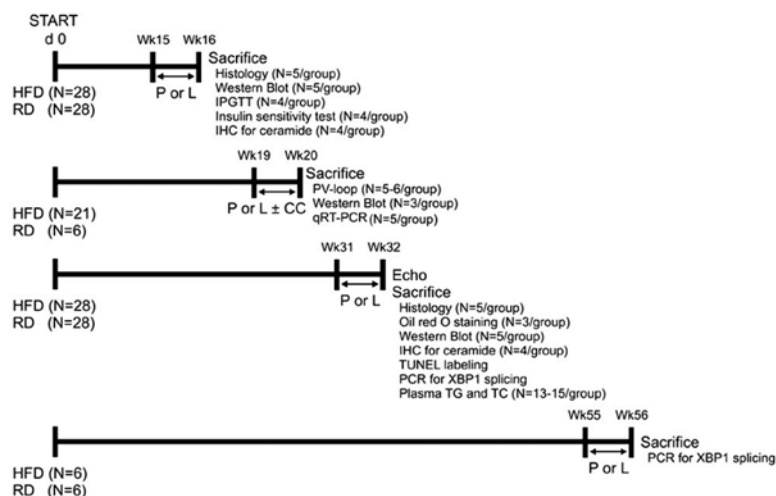 START
d 0
Wk15 Wk16
Sacrifice
Histology (N=5/group)
Western Blot (N=5/group)
IPGTT (N=4/group)
Insulin sensitivity test (N=4/group)
IHC for ceramide (N=4/group)
P or L
HFD (N=28)
RD (N=28)
Wk19 Wk20
Sacrifice
PV-loop (N=5-6/group)
Western Blot (N=3/group)
qRT-PCR (N=5/group)
P or L ± CC
HFD (N=21)
RD (N=6)
Wk31 Wk32
Echo
Sacrifice
Histology (N=5/group)
Oil red O staining (N=3/group)
Western Blot (N=5/group)
IHC for ceramide (N=4/group)
TUNEL labeling
PCR for XBP1 splicing
Plasma TG and TC (N=13-15/group)
P or L
HFD (N=28)
RD (N=28)
Wk55 Wk56
Sacrifice
PCR for XBP1 splicing
P or L
HFD (N=6)
RD (N=6)